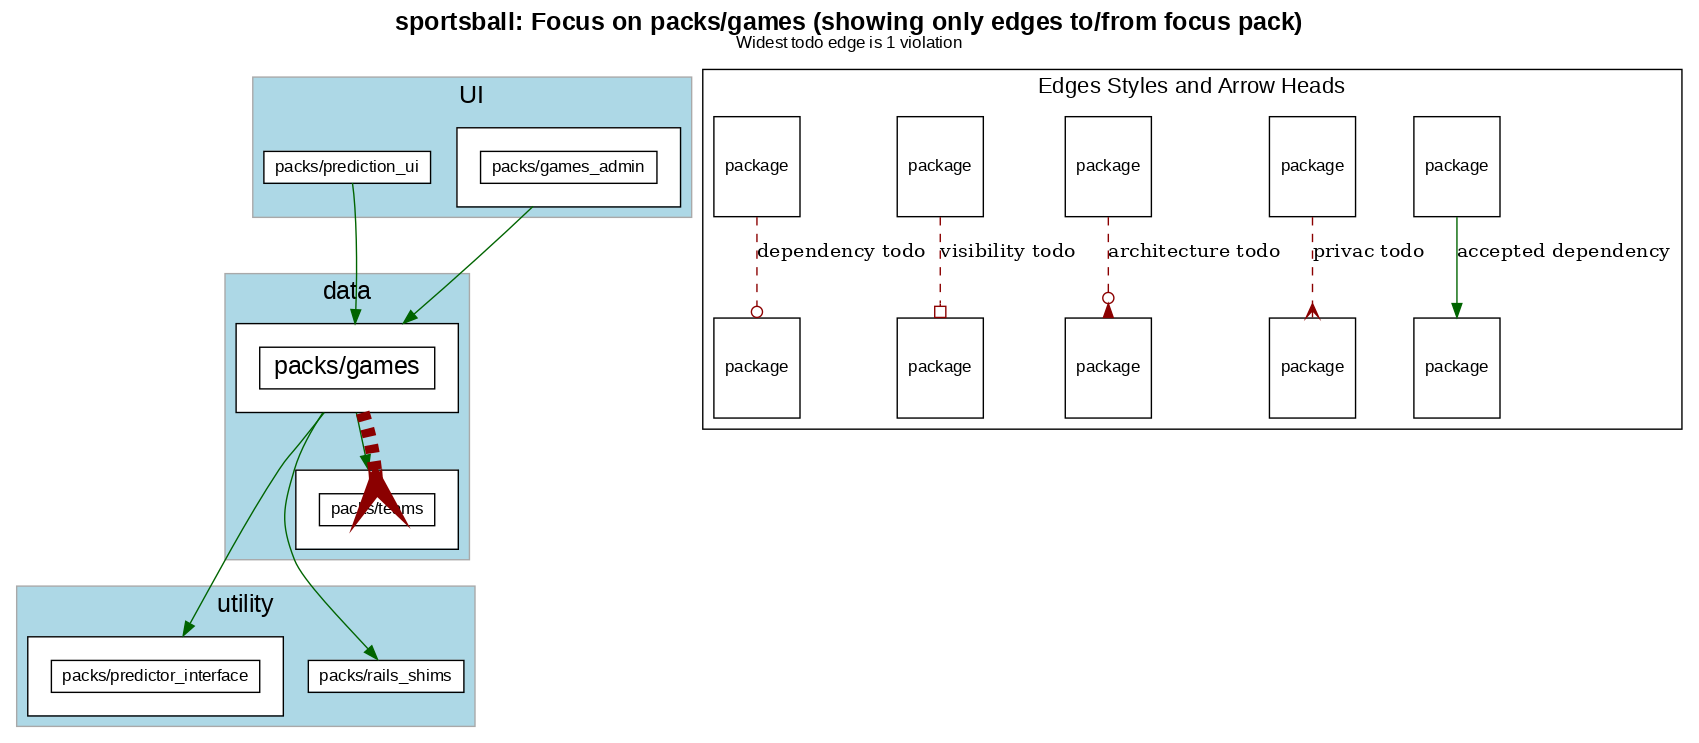 sportsball: Focus on packs/games (showing only edges to/from focus pack)
Widest todo edge is 1 violation
UI
packs/prediction_ui
packs/games_admin
data
packs/games
packs/teams
utility
packs/predictor_interface
packs/rails_shims
Edges Styles and Arrow Heads
package package package package package
dependency todo visibility todo architecture todo privac todo accepted dependency
package package package package package